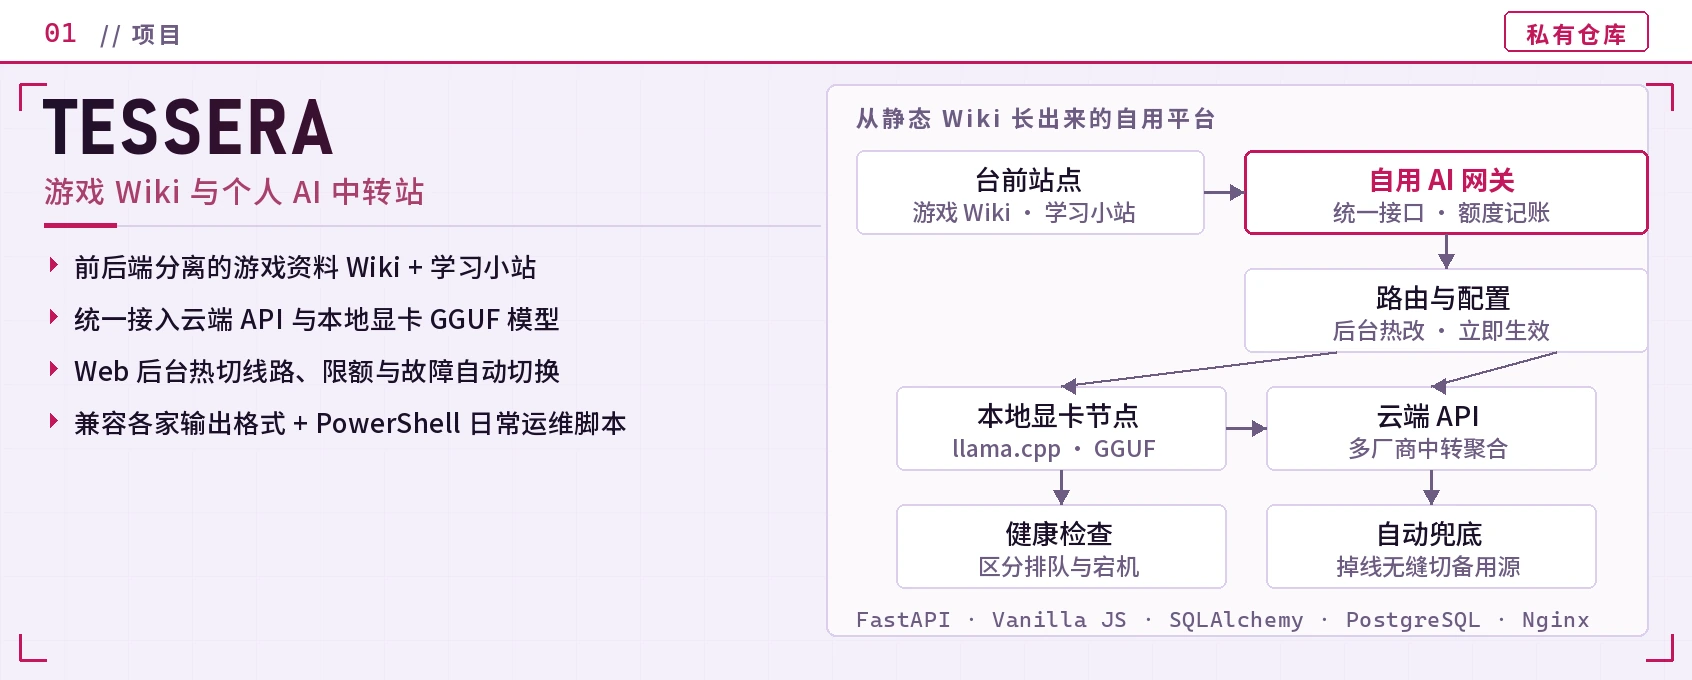 01 // 项目
私有仓库
TESSERA
游戏 Wiki 与个人 AI 中转站
前后端分离的游戏资料 Wiki + 学习小站
统一接入云端 API 与本地显卡 GGUF 模型
Web 后台热切线路、限额与故障自动切换
兼容各家输出格式 + PowerShell 日常运维脚本
从静态 Wiki 长出来的自用平台
台前站点
游戏 Wiki · 学习小站
自用 AI 网关
统一接口 · 额度记账
路由与配置
后台热改 · 立即生效
本地显卡节点
llama.cpp · GGUF
云端 API
多厂商中转聚合
健康检查
区分排队与宕机
自动兜底
掉线无缝切备用源
FastAPI · Vanilla JS · SQLAlchemy · PostgreSQL · Nginx